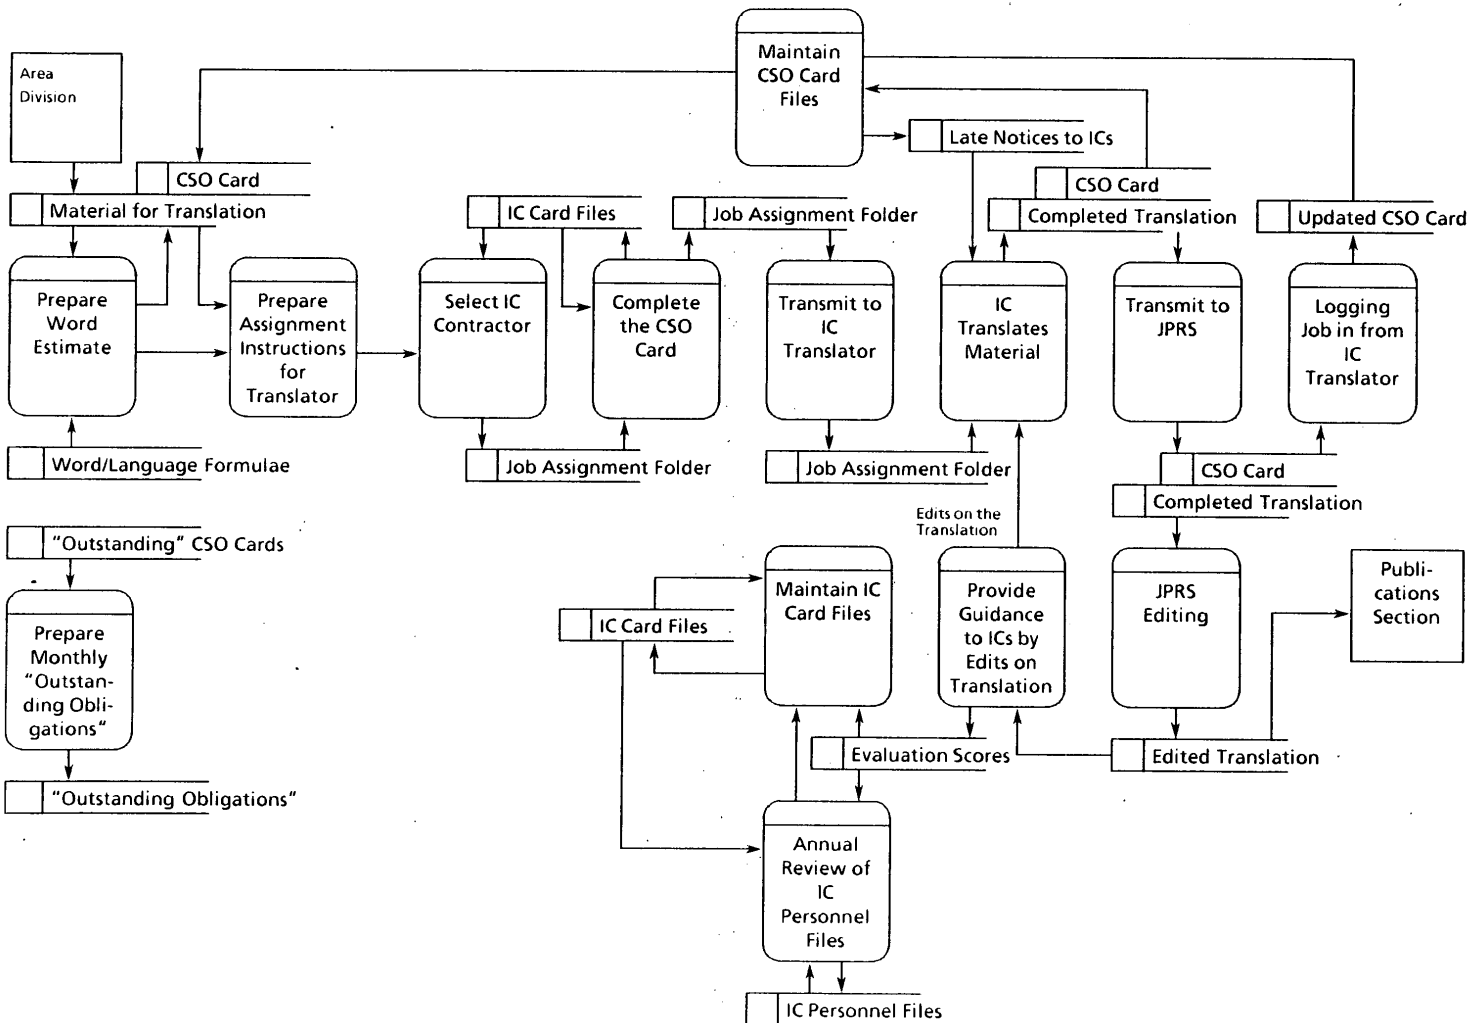 Maintain
CSO Card
Files
Area
Division
Late Notices to ICs
CSO Card
CSO Card
Material for Translation
IC Card Files
Job Assignment Folder
Completed Translation
Updated CSO Card
Prepare
Word
Estimate
Prepare
Assignment
Instructions
for
Translator
Select IC
Contractor
Complete
the CSO
Card
Transmit to
IC
Translator
IC
Translates
Material
Transmit to
JPRS
Logging
Job in from
IC
Translator
Word/Language Formulae
Job Assignment Folder
Job Assignment Folder
CSO Card
Completed Translation
Edits on the
Translation
"Outstanding" CSO Cards
Prepare
Monthly
"Outstan-
ding Obli-
gations"
"Outstanding Obligations"
IC Card Files
Maintain IC
Card Files
Provide
Guidance
to ICs by
Edits on
Translation
JPRS
Editing
Publi-
cations
Section
Evaluation Scores
Edited Translation
Annual
Review of
IC
Personnel
Files
IC Personnel Files